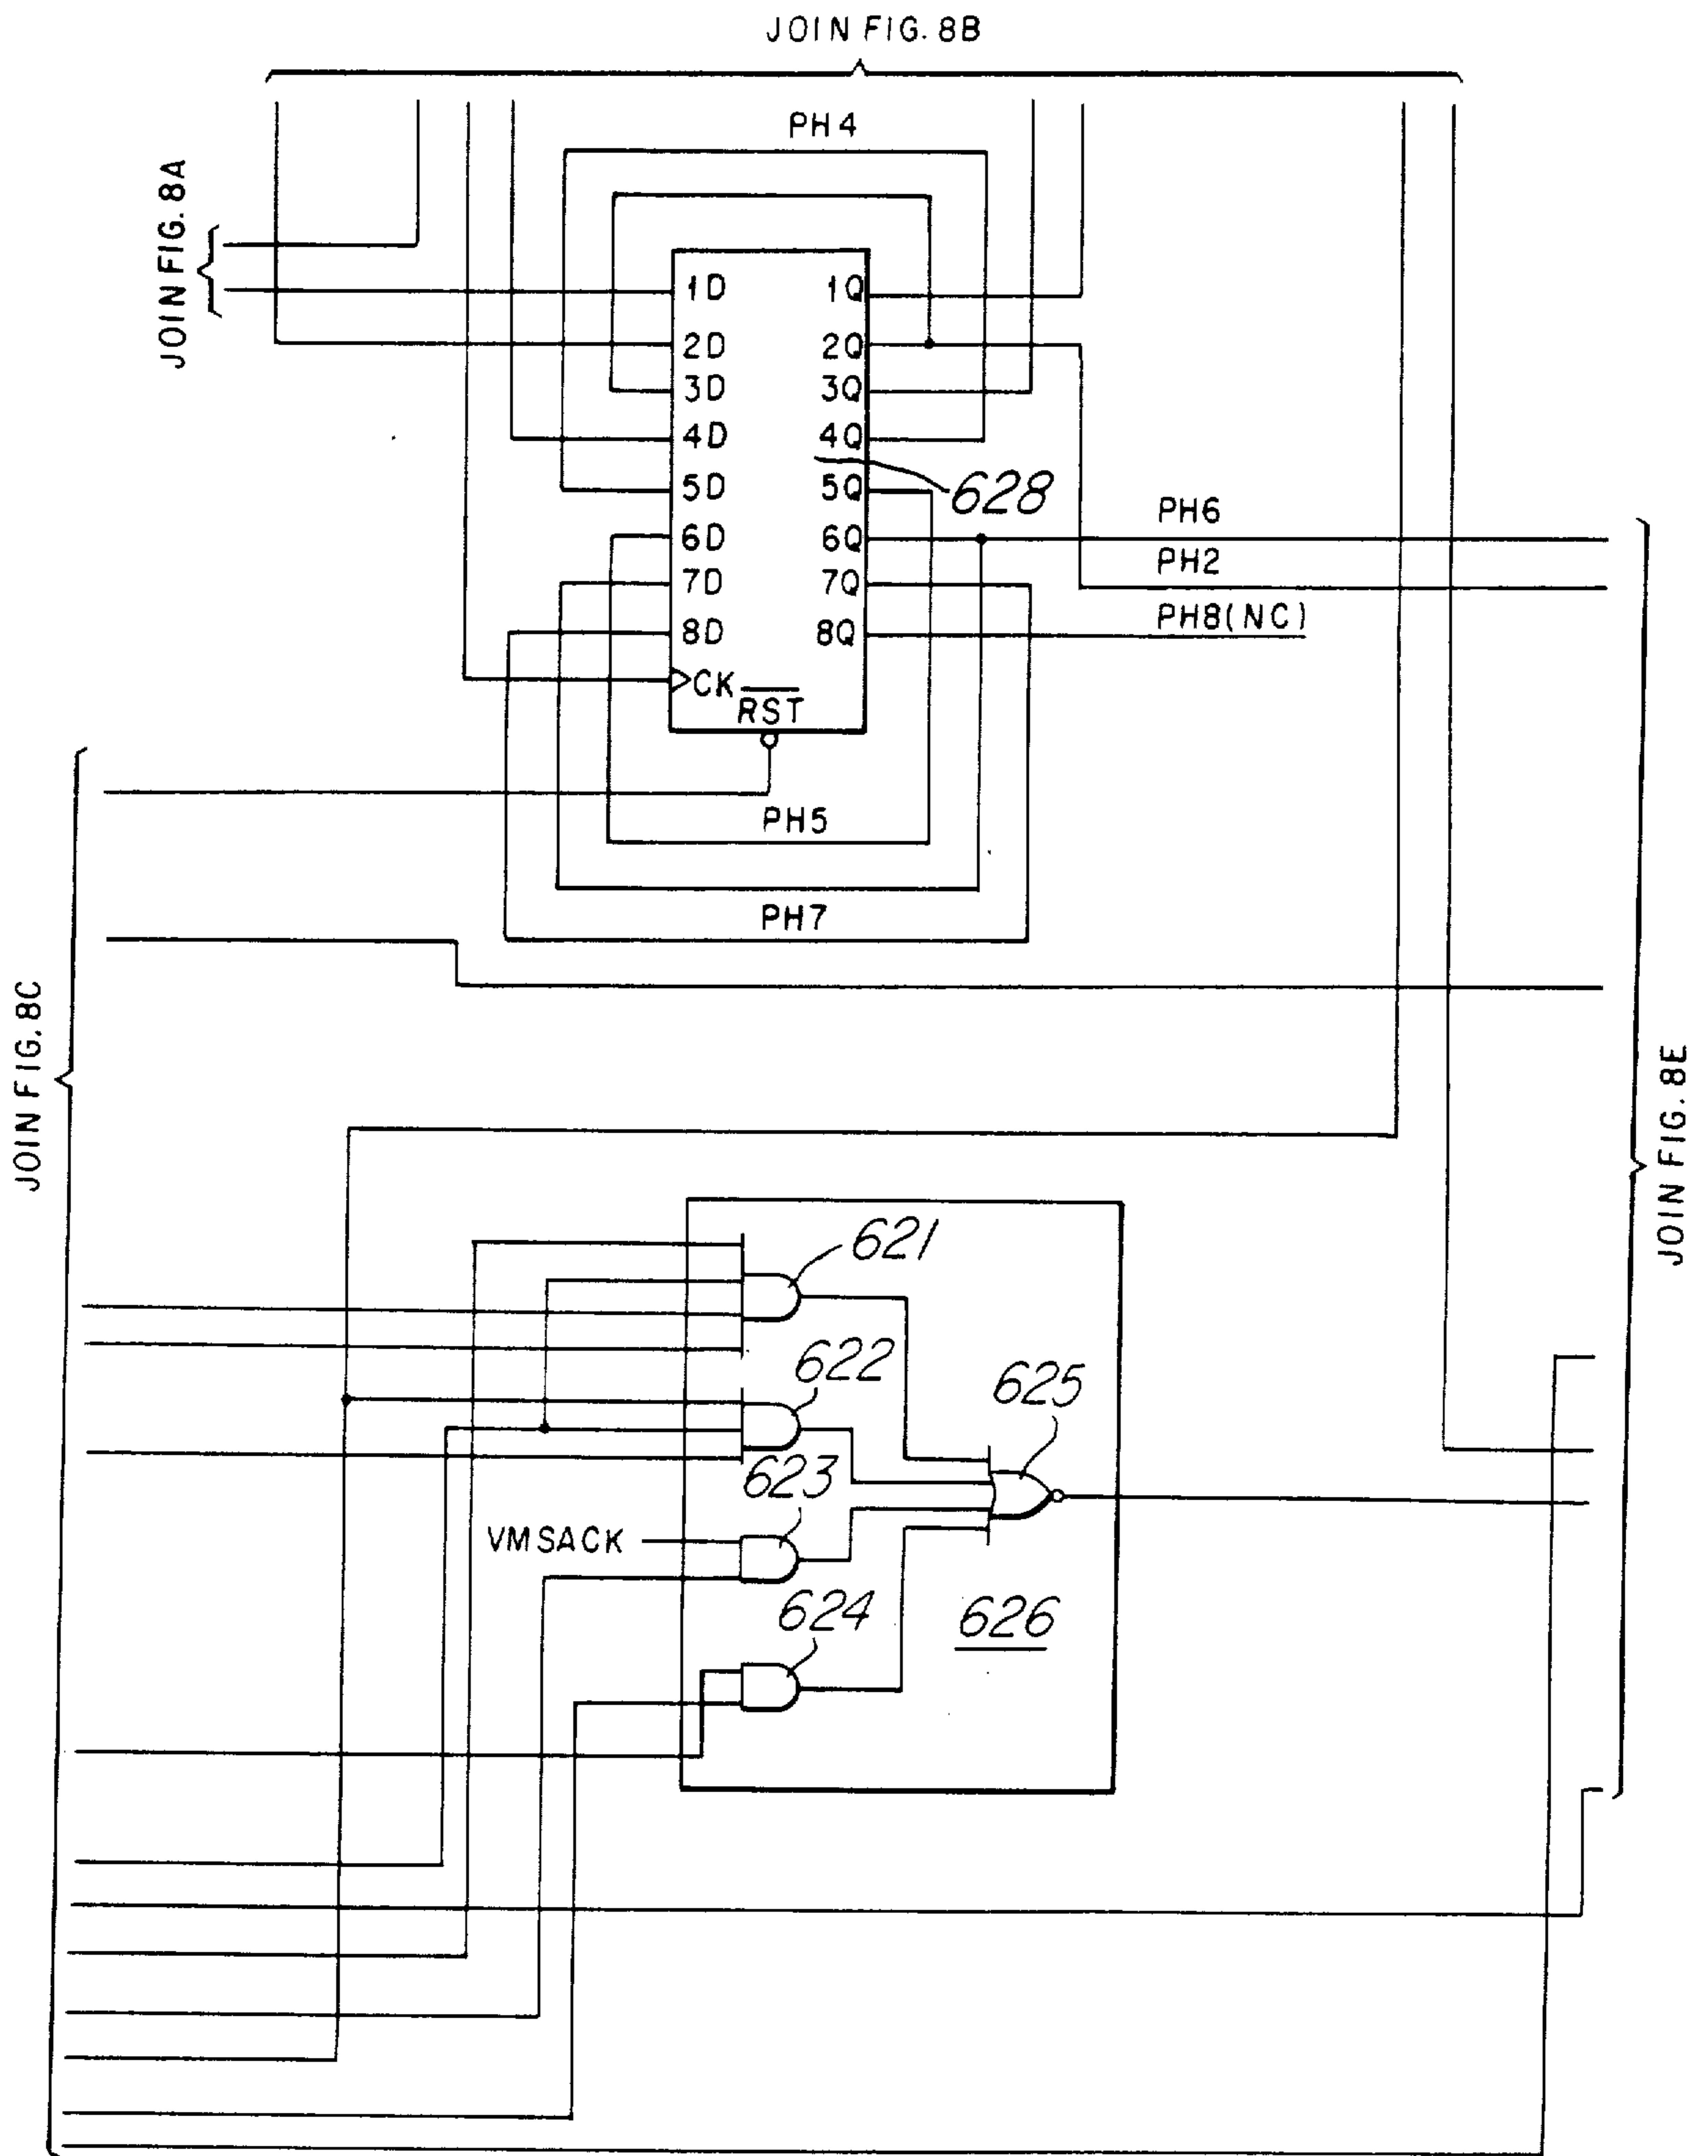 JOIN FIG. 8B
JOIN FIG. 8A
PH4
1D 1Q
2D 2Q
3D 3Q
4D 4Q
5D 5Q
628
6D 6Q
PH6
7D 7Q
PH2
8D 8Q
PH8(NC)
CK
RST
PH5
PH7
JOIN FIG. 8C
JOIN FIG. 8E
621
622
625
623
VMSACK
624
626